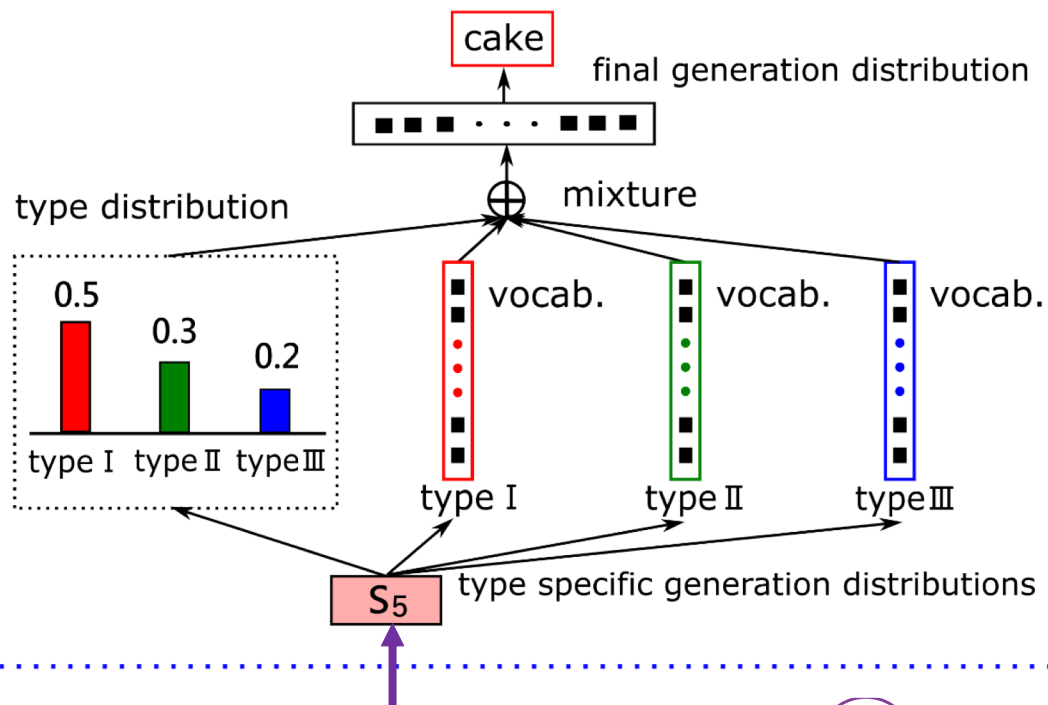 cake
final generation distribution
mixture
type distribution
0.5
0.3
0.2
type Ⅰ type Ⅱ type Ⅲ
vocab. vocab. vocab.
type Ⅰ type Ⅱ type Ⅲ
S₅
type specific generation distributions